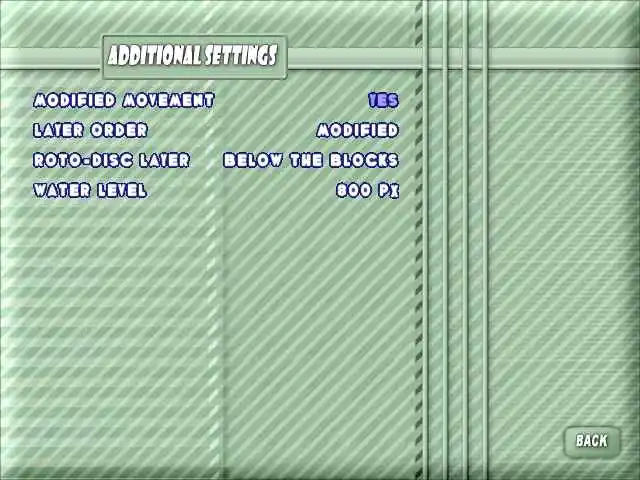 ADDITIONAL SETTINGS
MODIFIED MOVEMENT YES
LAYER ORDER MODIFIED
ROTO-DISC LAYER BELOW THE BLOCKS
WATER LEVEL 800 PX
BACK